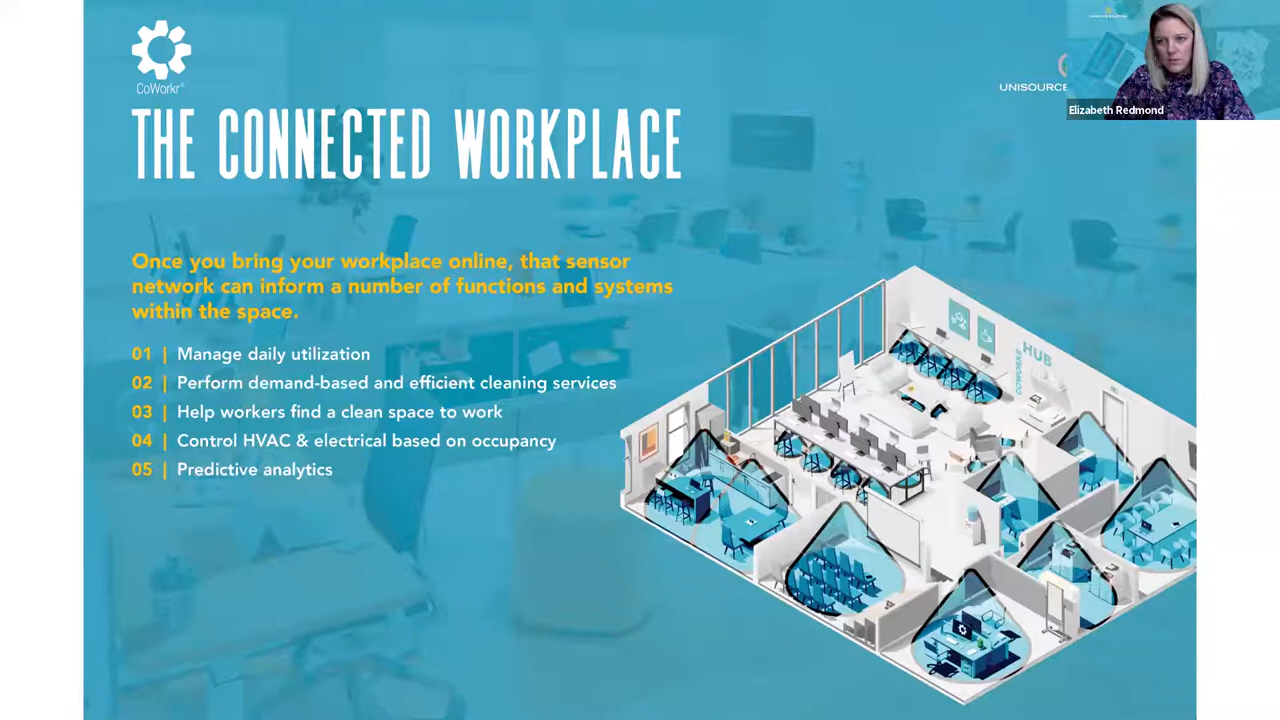 CoWorkr®
UNISOURCE
Elizabeth Redmond
THE CONNECTED WORKPLACE
Once you bring your workplace online, that sensor
network can inform a number of functions and systems
within the space.
01 | Manage daily utilization
02 | Perform demand-based and efficient cleaning services
03 | Help workers find a clean space to work
04 | Control HVAC & electrical based on occupancy
05 | Predictive analytics
HUB
COWORKR